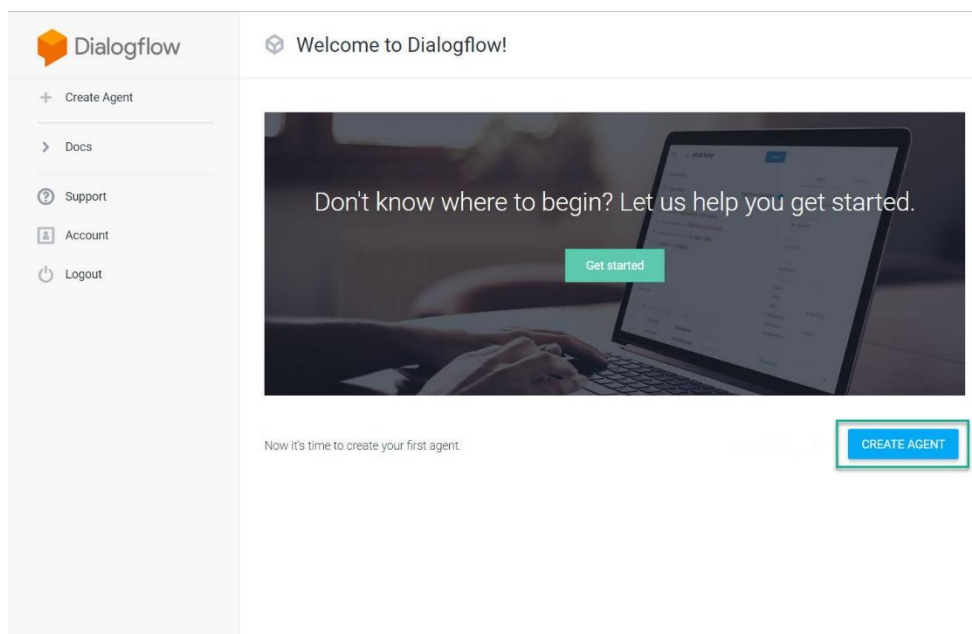 Dialogflow
Welcome to Dialogflow!
Create Agent
Docs
Support
Account
Logout
Don't know where to begin? Let us help you get started.
Get started
Now it's time to create your first agent.
CREATE AGENT